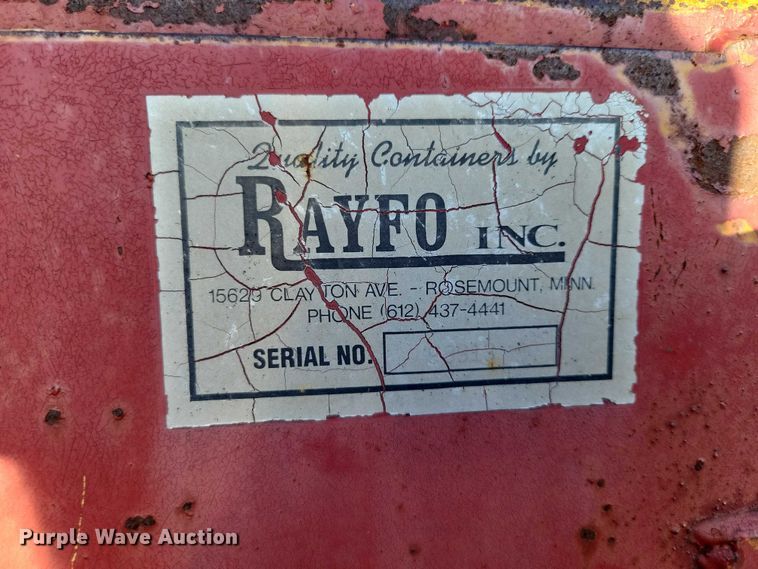 Quality Containers by
RAYFO INC.
15629 CLAYTON AVE. - ROSEMOUNT, MINN.
PHONE (612) 437-4441
SERIAL NO.
Purple Wave Auction